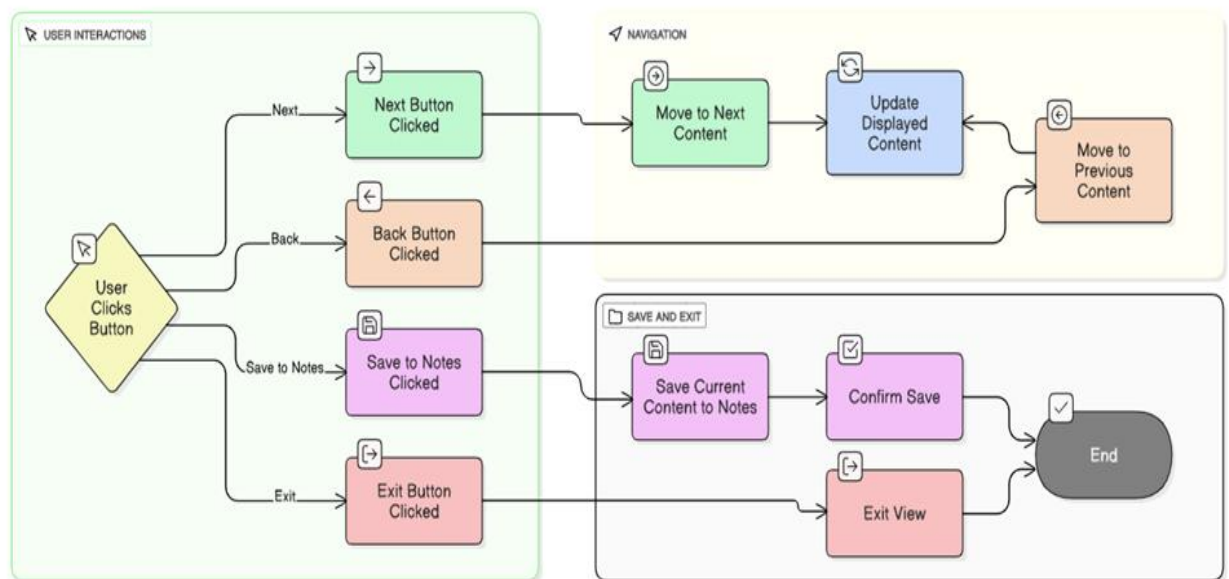 USER INTERACTIONS
User
Clicks
Button
Next
Back
Save to Notes
Exit
Next Button
Clicked
Back Button
Clicked
Save to Notes
Clicked
Exit Button
Clicked
NAVIGATION
Move to Next
Content
Update
Displayed
Content
Move to
Previous
Content
SAVE AND EXIT
Save Current
Content to Notes
Confirm Save
Exit View
End